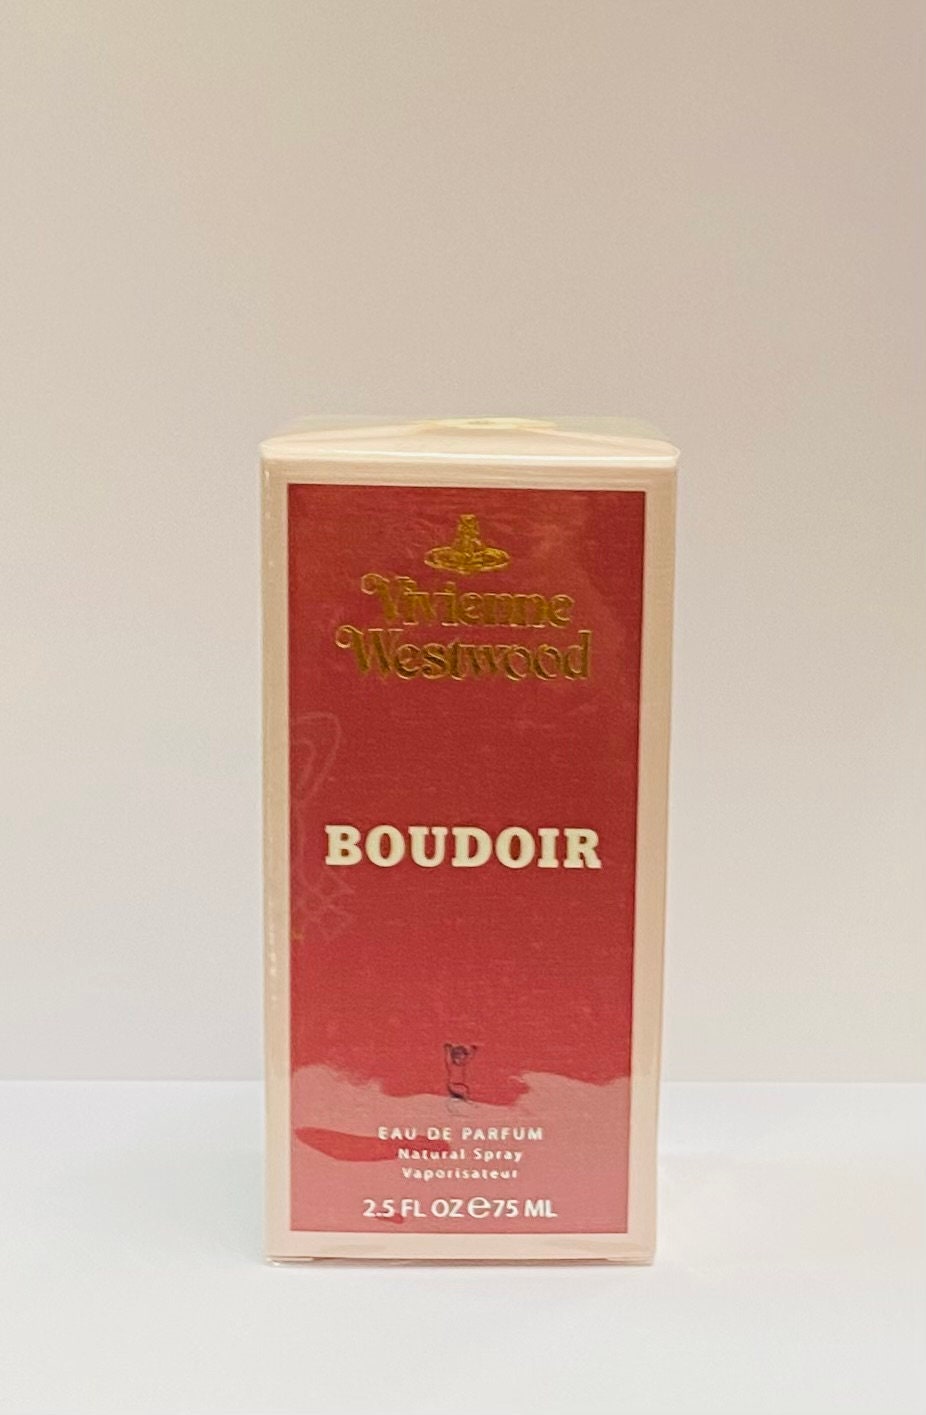 Vivienne
Westwood
BOUDOIR
EAU DE PARFUM
Natural Spray
Vaporisateur
2.5 FL OZ ℮ 75 ML